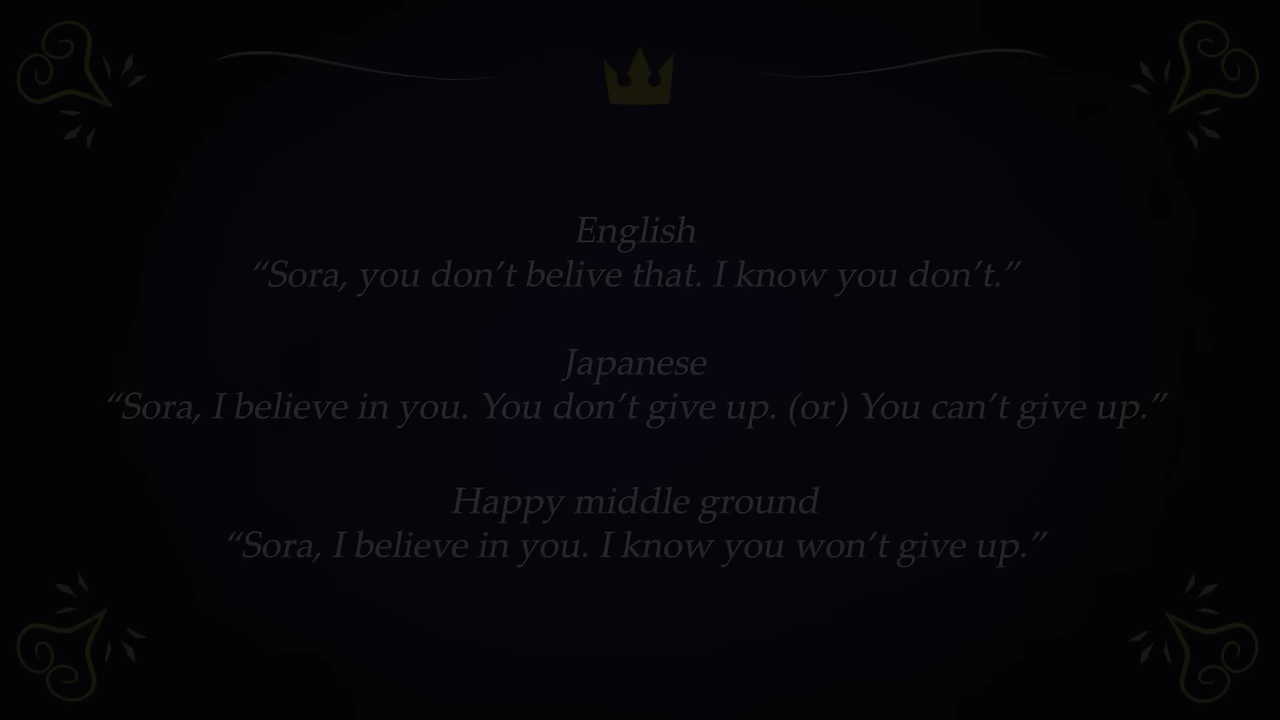 English
“Sora, you don’t belive that. I know you don’t.”
Japanese
“Sora, I believe in you. You don’t give up. (or) You can’t give up.”
Happy middle ground
“Sora, I believe in you. I know you won’t give up.”